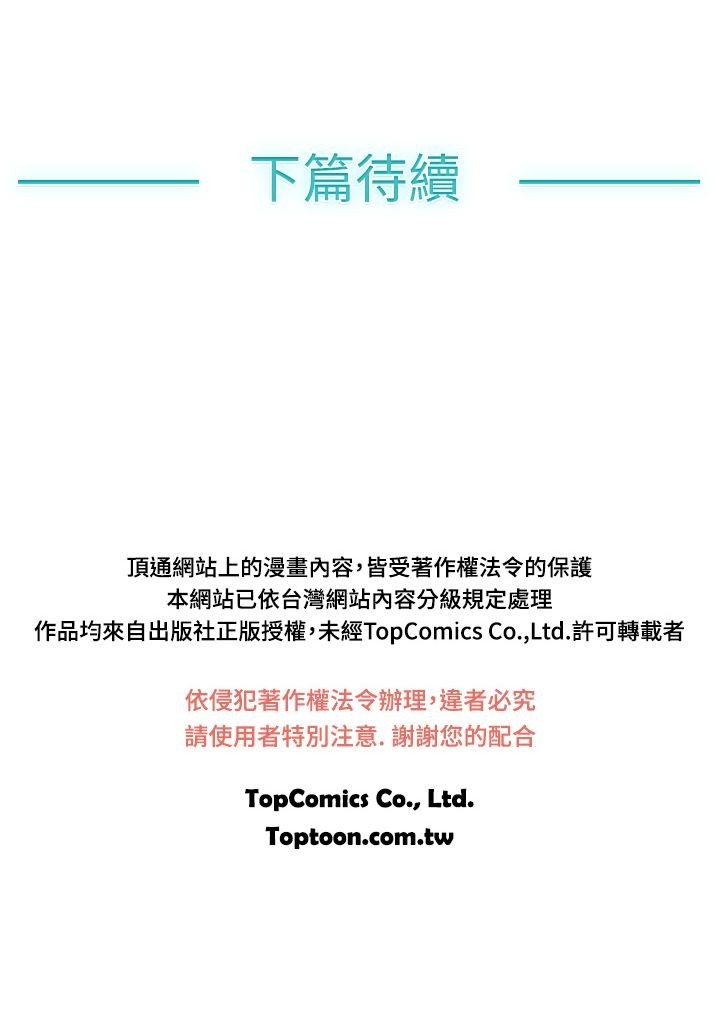 下篇待續
頂通網站上的漫畫內容，皆受著作權法令的保護
本網站已依台灣網站內容分級規定處理
作品均來自出版社正版授權，未經TopComics Co.,Ltd.許可轉載者
依侵犯著作權法令辦理，違者必究
請使用者特別注意. 謝謝您的配合
TopComics Co., Ltd.
Toptoon.com.tw